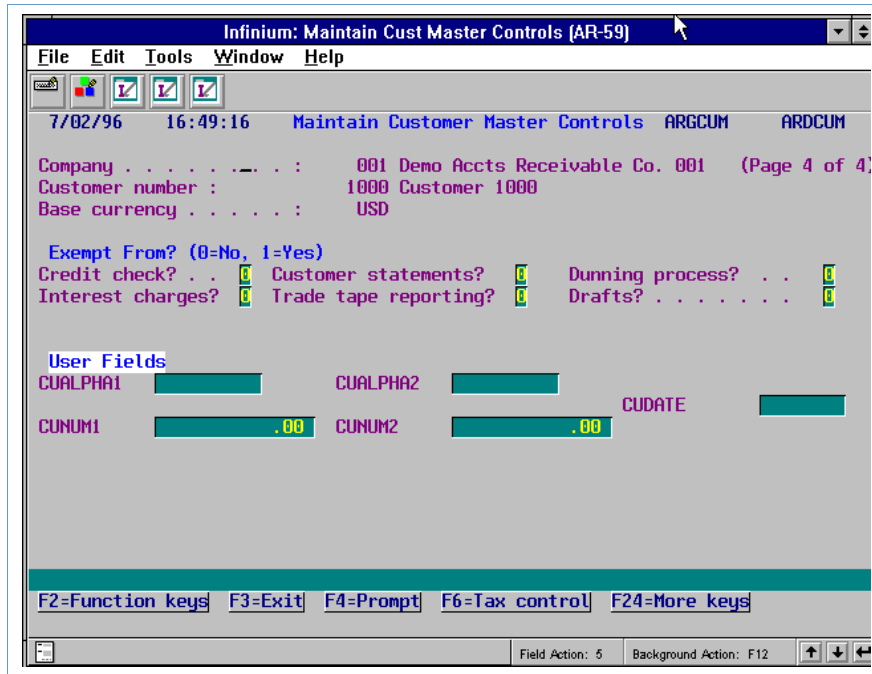 Infinium: Maintain Cust Master Controls (AR-59)
File Edit Tools Window Help
7/02/96 16:49:16 Maintain Customer Master Controls ARGCUM ARDCUM
Company . . . . . . . . : 001 Demo Accts Receivable Co. 001 (Page 4 of 4)
Customer number : 1000 Customer 1000
Base currency . . . . . : USD
Exempt From? (0=No, 1=Yes)
Credit check? . . 0 Customer statements? 0 Dunning process? . . 0
Interest charges? 0 Trade tape reporting? 0 Drafts? . . . . . . . 0
User Fields
CUALPHA1 CUALPHA2
CUDATE
CUNUM1 .00 CUNUM2 .00
F2=Function keys F3=Exit F4=Prompt F6=Tax control F24=More keys
Field Action: 5 Background Action: F12